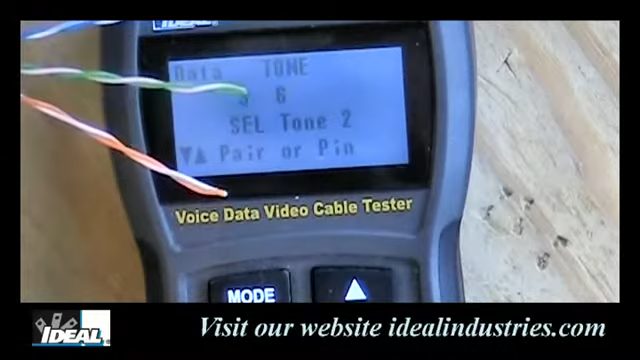 IDEAL
Data TONE
3 6
SEL Tone 2
▼▲ Pair or Pin
Voice Data Video Cable Tester
MODE
▲
IDEAL
Visit our website idealindustries.com